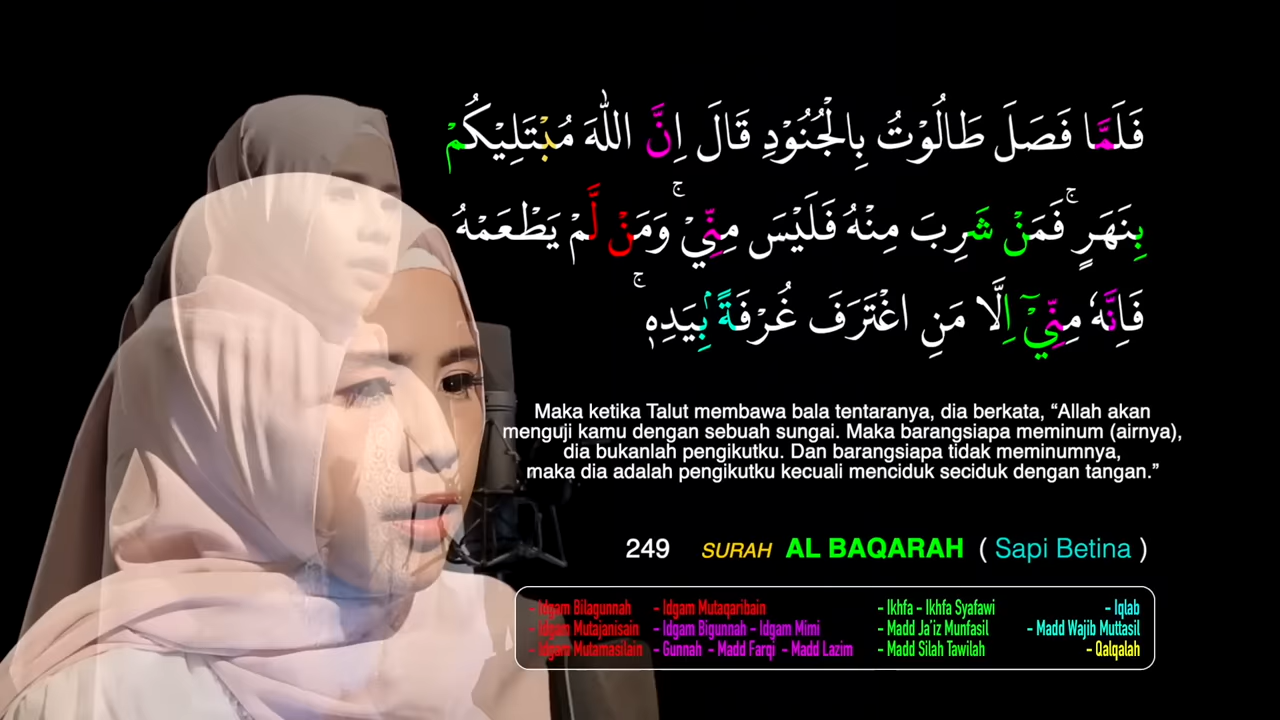 فَلَمَّا فَصَلَ طَالُوْتُ بِالْجُنُوْدِ قَالَ اِنَّ اللّٰهَ مُبْتَلِيْكُمْ
بِنَهَرٍۚ فَمَنْ شَرِبَ مِنْهُ فَلَيْسَ مِنِّيْۚ وَمَنْ لَّمْ يَطْعَمْهُ
فَاِنَّهٗ مِنِّيْٓ اِلَّا مَنِ اغْتَرَفَ غُرْفَةً ۢبِيَدِهٖۚ
Maka ketika Talut membawa bala tentaranya, dia berkata, “Allah akan
menguji kamu dengan sebuah sungai. Maka barangsiapa meminum (airnya),
dia bukanlah pengikutku. Dan barangsiapa tidak meminumnya,
maka dia adalah pengikutku kecuali menciduk seciduk dengan tangan.”
249 SURAH AL BAQARAH ( Sapi Betina )
- Idgam Bilagunnah - Idgam Mutaqaribain - Ikhfa - Ikhfa Syafawi - Iqlab
- Idgam Mutajanisain - Idgam Bigunnah - Idgam Mimi - Madd Ja'iz Munfasil - Madd Wajib Muttasil
- Idgam Mutamasilain - Gunnah - Madd Farqi - Madd Lazim - Madd Silah Tawilah - Qalqalah